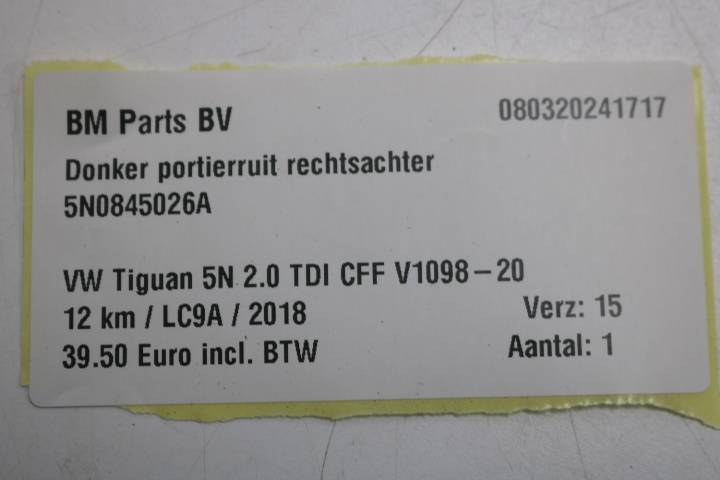 BM Parts BV 080320241717
Donker portierruit rechtsachter
5N0845026A
VW Tiguan 5N 2.0 TDI CFF V1098-20
12 km / LC9A / 2018 Verz: 15
39.50 Euro incl. BTW Aantal: 1